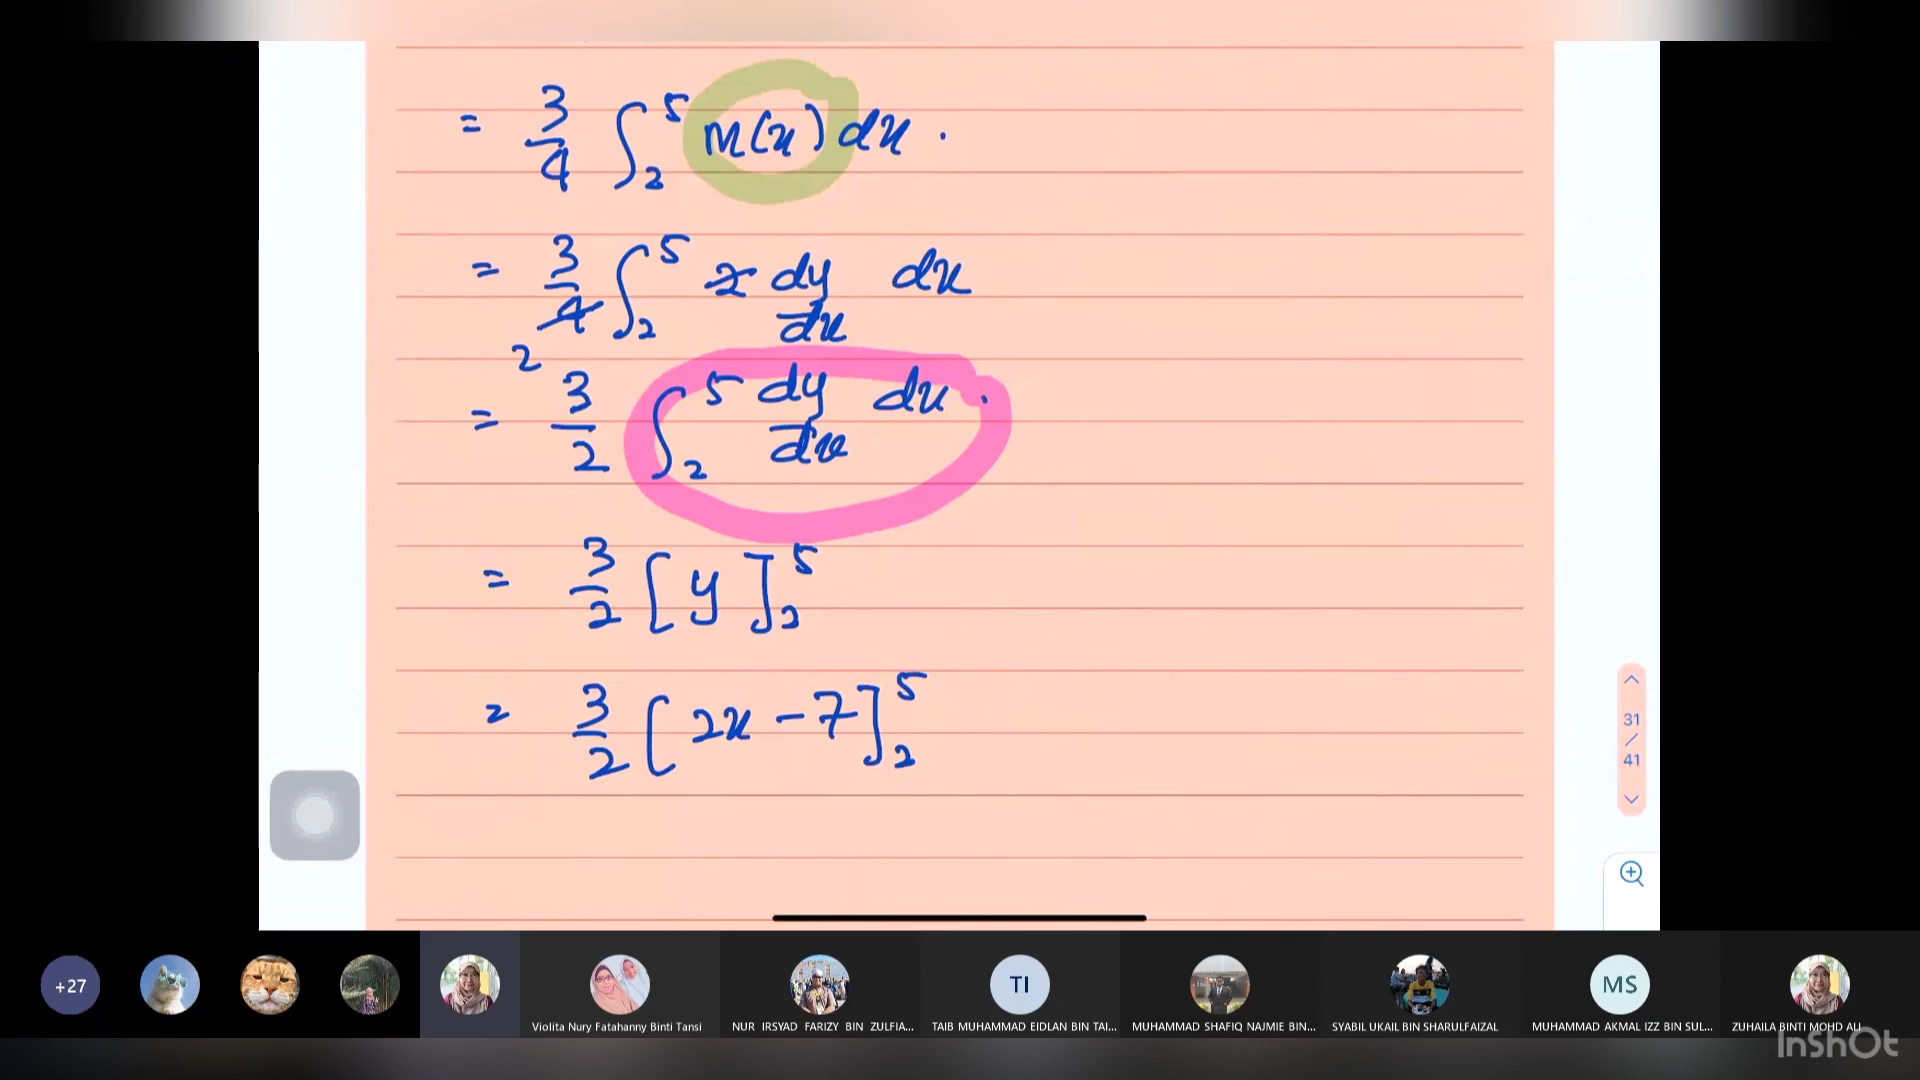 = 3/4 ∫₂⁵ m(x) dx .
= 3/4 ∫₂⁵ 2 dy/dx dx
2
= 3/2 ∫₂⁵ dy/dx dx .
= 3/2 [ y ]₂⁵
= 3/2 [ 2x - 7 ]₂⁵
31
/
41
+27
TI
MS
Violita Nury Fatahanny Binti Tansi
NUR IRSYAD FARIZY BIN ZULFIA...
TAIB MUHAMMAD EIDLAN BIN TAI...
MUHAMMAD SHAFIQ NAJMIE BIN...
SYABIL UKAIL BIN SHARULFAIZAL
MUHAMMAD AKMAL IZZ BIN SUL...
ZUHAILA BINTI MOHD ALI
InShOt